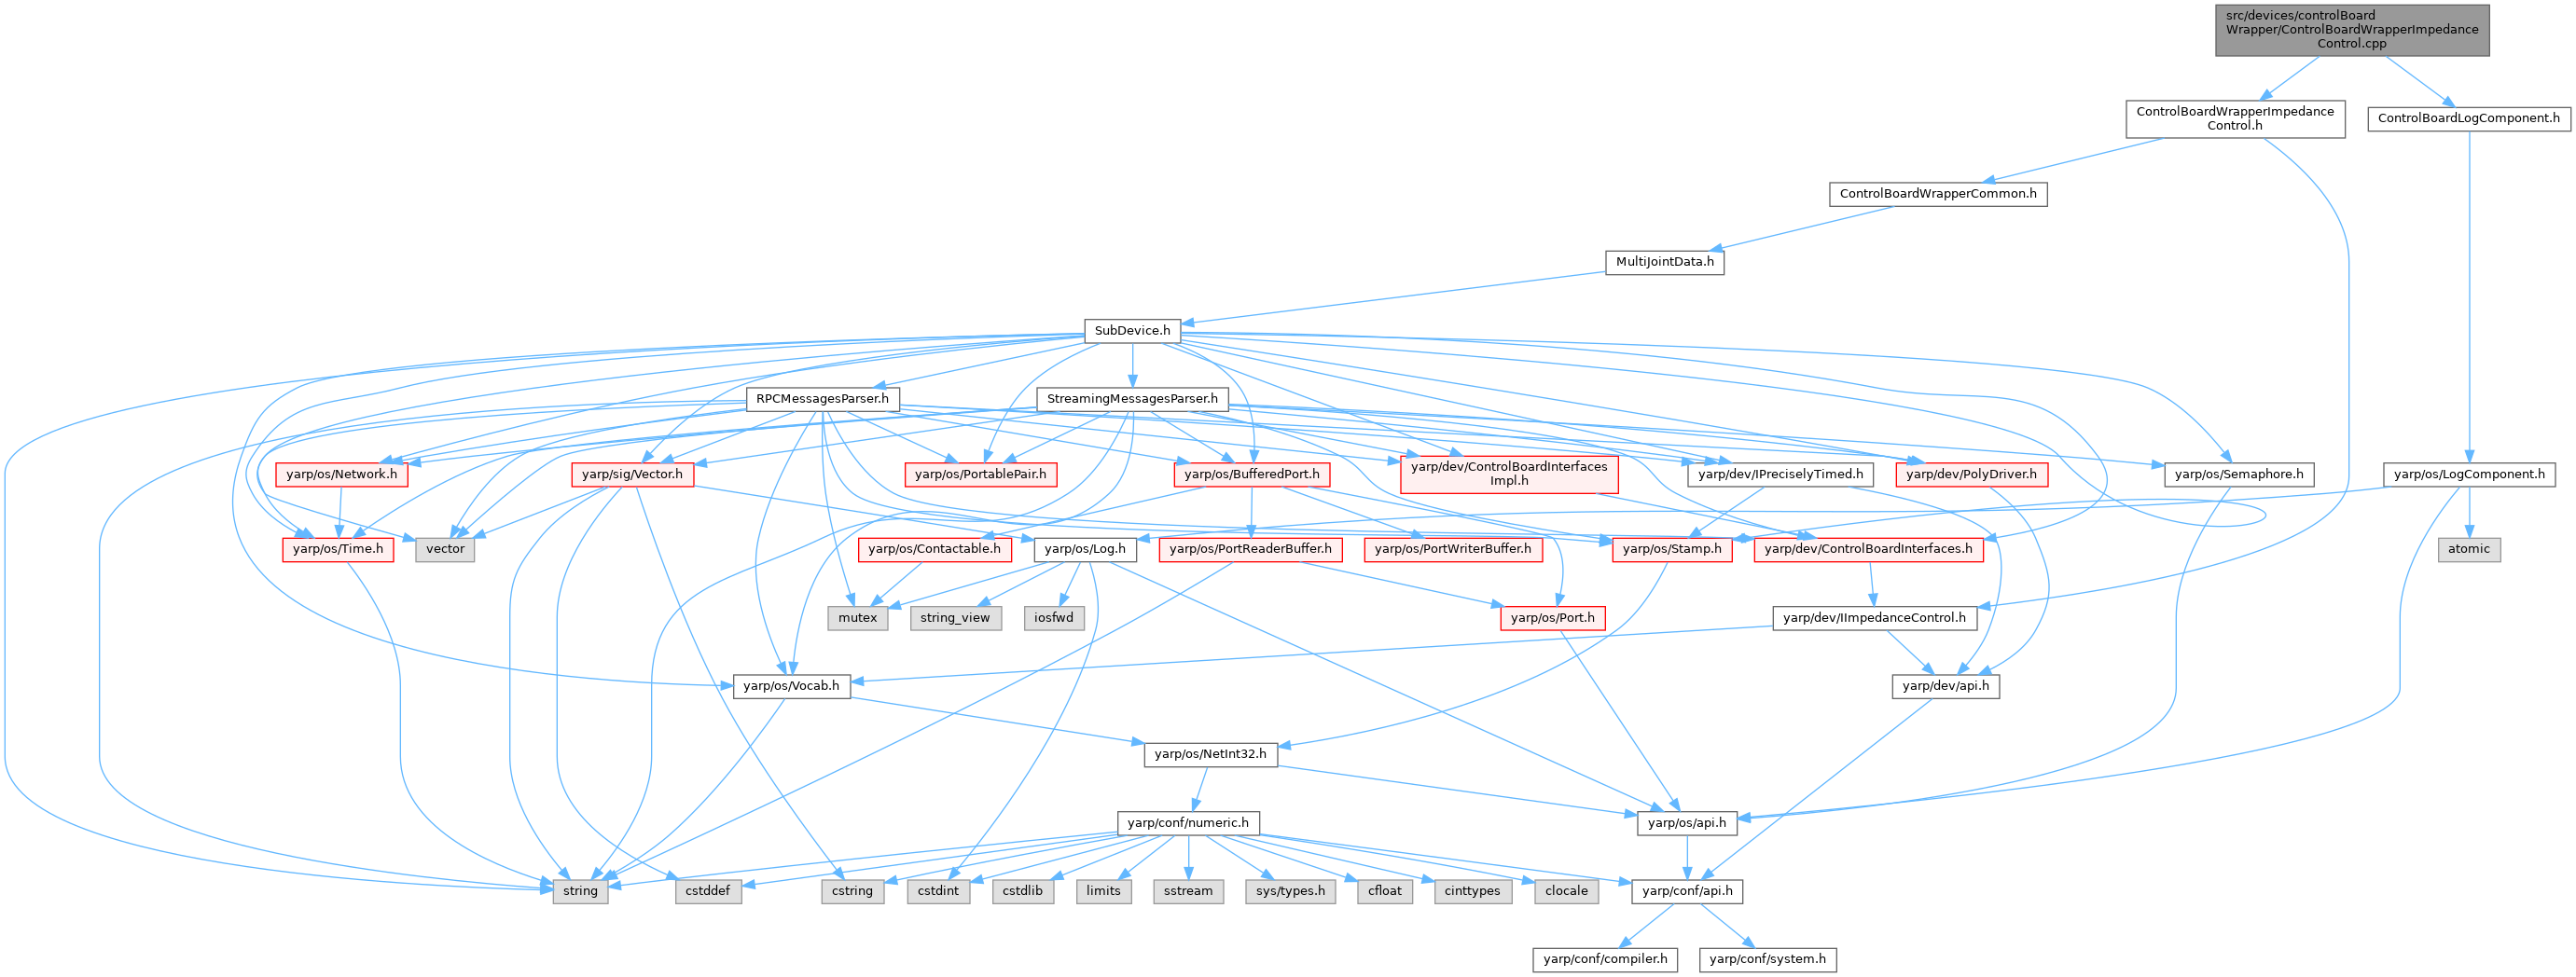 src/devices/controlBoard
Wrapper/ControlBoardWrapperImpedance
Control.cpp
ControlBoardWrapperImpedance
Control.h
ControlBoardLogComponent.h
ControlBoardWrapperCommon.h
MultiJointData.h
SubDevice.h
RPCMessagesParser.h
StreamingMessagesParser.h
yarp/os/Network.h
yarp/sig/Vector.h
yarp/os/PortablePair.h
yarp/os/BufferedPort.h
yarp/dev/ControlBoardInterfaces
Impl.h
yarp/dev/IPreciselyTimed.h
yarp/dev/PolyDriver.h
yarp/os/Semaphore.h
yarp/os/LogComponent.h
yarp/os/Time.h
vector
yarp/os/Contactable.h
yarp/os/Log.h
yarp/os/PortReaderBuffer.h
yarp/os/PortWriterBuffer.h
yarp/os/Stamp.h
yarp/dev/ControlBoardInterfaces.h
atomic
mutex
string_view
iosfwd
yarp/os/Port.h
yarp/dev/IImpedanceControl.h
yarp/os/Vocab.h
yarp/dev/api.h
yarp/os/NetInt32.h
yarp/conf/numeric.h
yarp/os/api.h
string
cstddef
cstring
cstdint
cstdlib
limits
sstream
sys/types.h
cfloat
cinttypes
clocale
yarp/conf/api.h
yarp/conf/compiler.h
yarp/conf/system.h